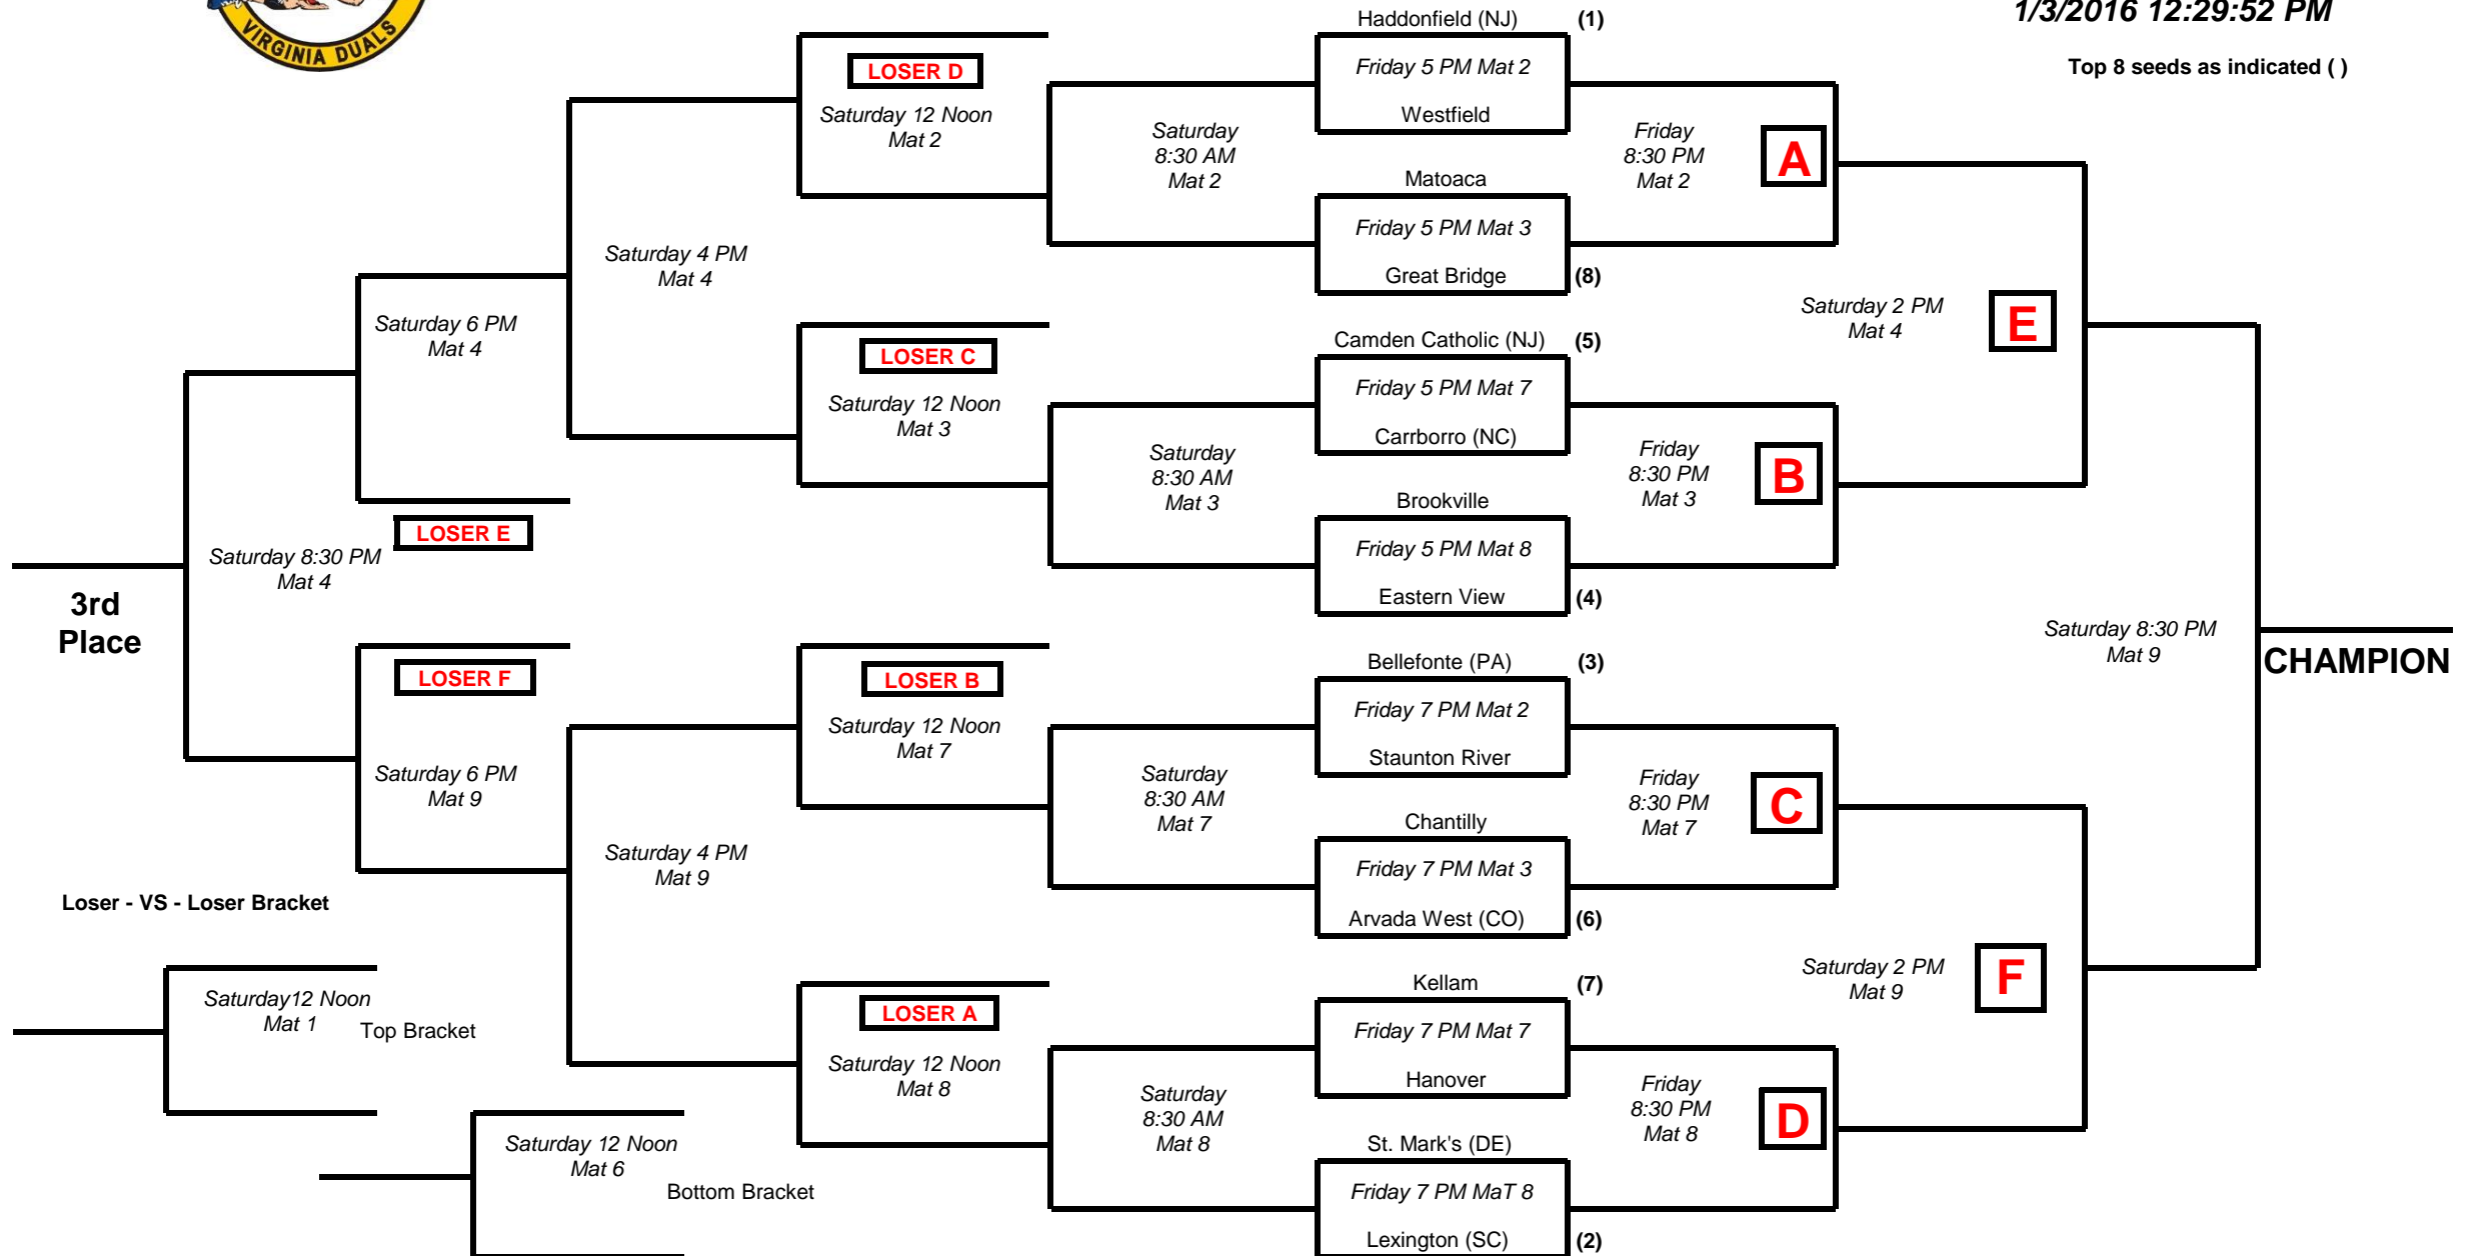 VIRGINIA DUALS
1/3/2016 12:29:52 PM
Top 8 seeds as indicated ( )
Haddonfield (NJ) (1)
Friday 5 PM Mat 2
Westfield
Matoaca
Friday 5 PM Mat 3
Great Bridge (8)
Camden Catholic (NJ) (5)
Friday 5 PM Mat 7
Carrborro (NC)
Brookville
Friday 5 PM Mat 8
Eastern View (4)
Bellefonte (PA) (3)
Friday 7 PM Mat 2
Staunton River
Chantilly
Friday 7 PM Mat 3
Arvada West (CO) (6)
Kellam (7)
Friday 7 PM Mat 7
Hanover
St. Mark's (DE)
Friday 7 PM MaT 8
Lexington (SC) (2)
Friday
8:30 PM
Mat 2
A
Friday
8:30 PM
Mat 3
B
Friday
8:30 PM
Mat 7
C
Friday
8:30 PM
Mat 8
D
Saturday 2 PM
Mat 4
E
Saturday 2 PM
Mat 9
F
Saturday 8:30 PM
Mat 9
CHAMPION
Saturday
8:30 AM
Mat 2
Saturday
8:30 AM
Mat 3
Saturday
8:30 AM
Mat 7
Saturday
8:30 AM
Mat 8
LOSER D
Saturday 12 Noon
Mat 2
LOSER C
Saturday 12 Noon
Mat 3
LOSER B
Saturday 12 Noon
Mat 7
LOSER A
Saturday 12 Noon
Mat 8
Saturday 4 PM
Mat 4
Saturday 4 PM
Mat 9
Saturday 6 PM
Mat 4
LOSER E
LOSER F
Saturday 6 PM
Mat 9
Saturday 8:30 PM
Mat 4
3rd
Place
Loser - VS - Loser Bracket
Saturday12 Noon
Mat 1
Top Bracket
Saturday 12 Noon
Mat 6
Bottom Bracket